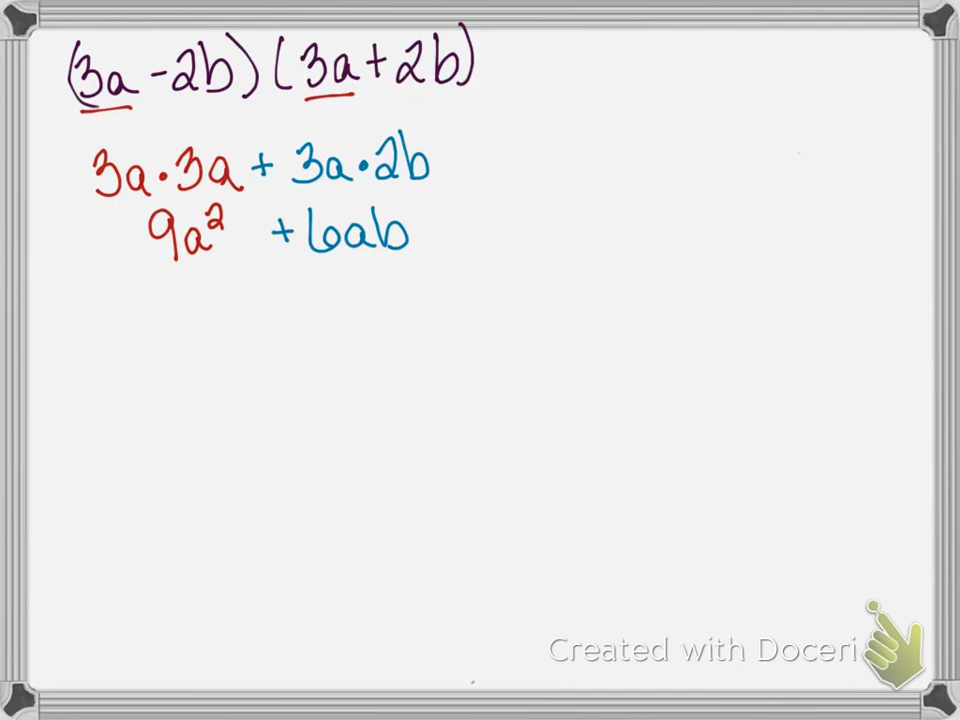 (3a - 2b) (3a + 2b)
3a · 3a + 3a · 2b
9a² + 6ab
Created with Doceri